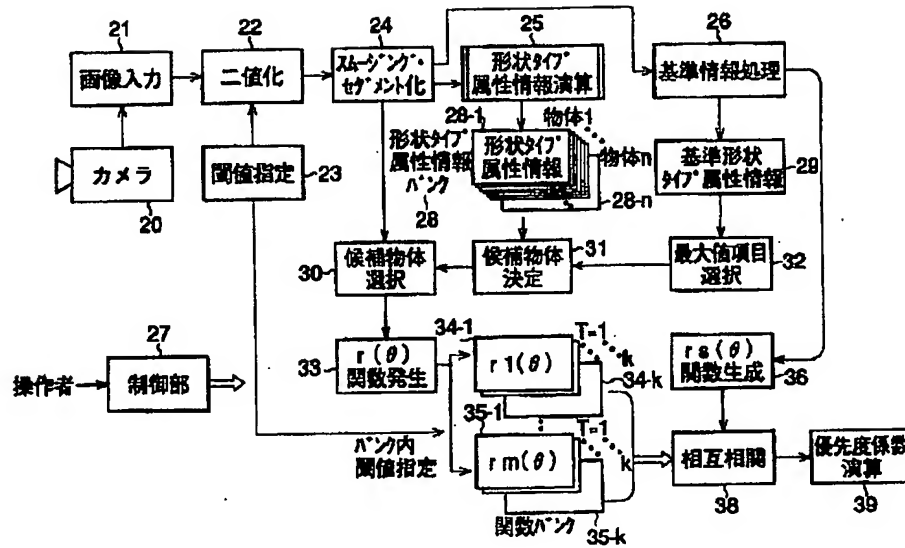 21
22
24
25
26
画像入力
二値化
スムージング・
セグメント化
形状タイプ
属性情報演算
基準情報処理
28-1
物体1
形状タイプ
属性情報
バンク
28
形状タイプ
属性情報
物体n
28-n
カメラ
20
閾値指定
23
基準形状
タイプ属性情報
29
30
候補物体
選択
31
候補物体
決定
最大値項目
選択
32
27
操作者
制御部
33
r(θ)
関数発生
34-1
T=1
k
r1(θ)
34-k
rs(θ)
関数生成
36
35-1
T=1
k
rm(θ)
バンク内
閾値指定
関数バンク
35-k
相互相関
38
優先度係数
演算
39